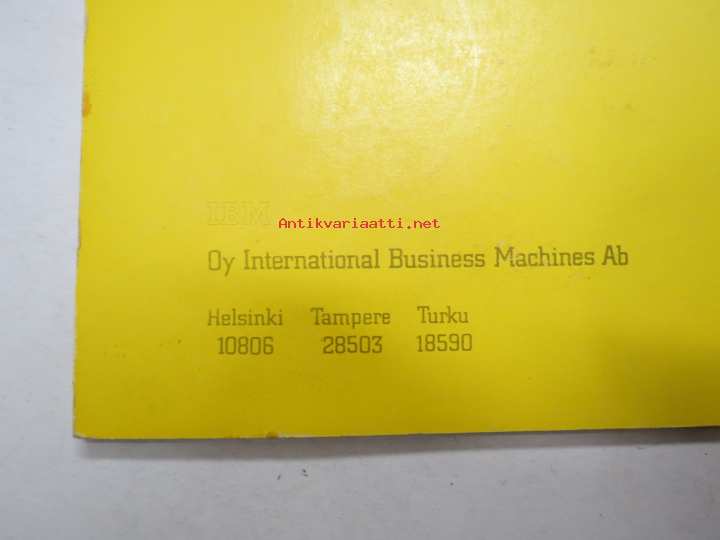 IBM
Antikvariaatti.net
Oy International Business Machines Ab
Helsinki Tampere Turku
10806 28503 18590